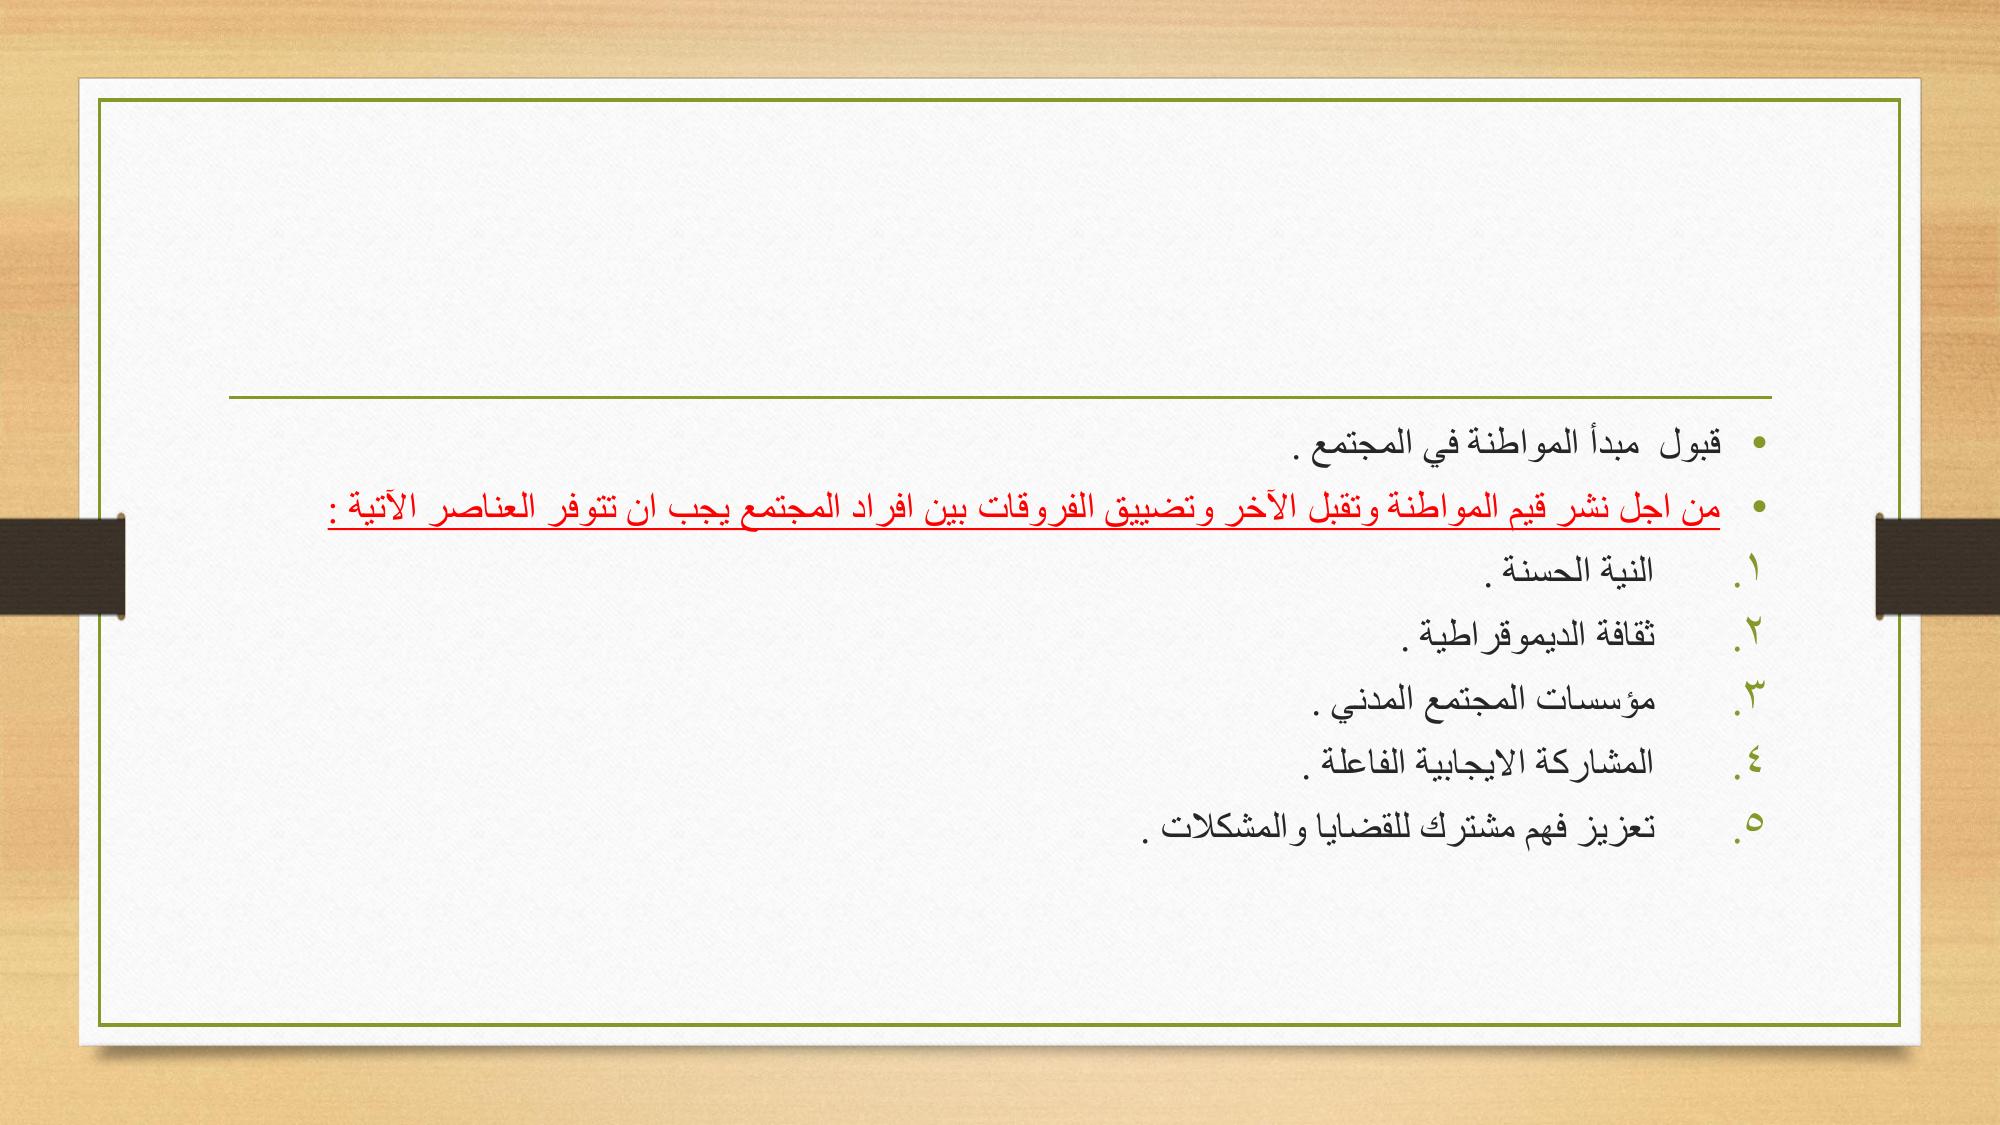 • قبول  مبدأ المواطنة في المجتمع .
• من اجل نشر قيم المواطنة وتقبل الآخر وتضييق الفروقات بين افراد المجتمع يجب ان تتوفر العناصر الآتية :
١. النية الحسنة .
٢. ثقافة الديموقراطية .
٣. مؤسسات المجتمع المدني .
٤. المشاركة الايجابية الفاعلة .
٥. تعزيز فهم مشترك للقضايا والمشكلات .